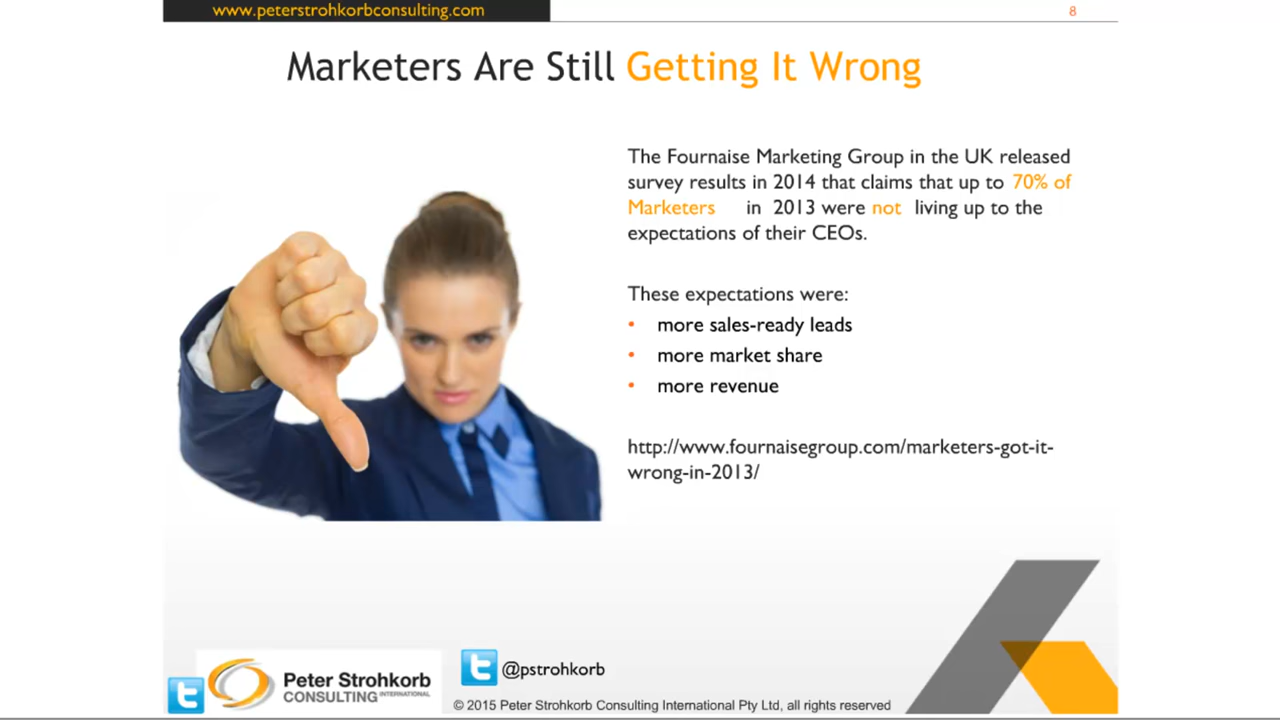 www.peterstrohkorbconsulting.com
8
Marketers Are Still Getting It Wrong
The Fournaise Marketing Group in the UK released
survey results in 2014 that claims that up to 70% of
Marketers in 2013 were not living up to the
expectations of their CEOs.
These expectations were:
• more sales-ready leads
• more market share
• more revenue
http://www.fournaisegroup.com/marketers-got-it-
wrong-in-2013/
Peter Strohkorb
CONSULTING INTERNATIONAL
@pstrohkorb
© 2015 Peter Strohkorb Consulting International Pty Ltd, all rights reserved